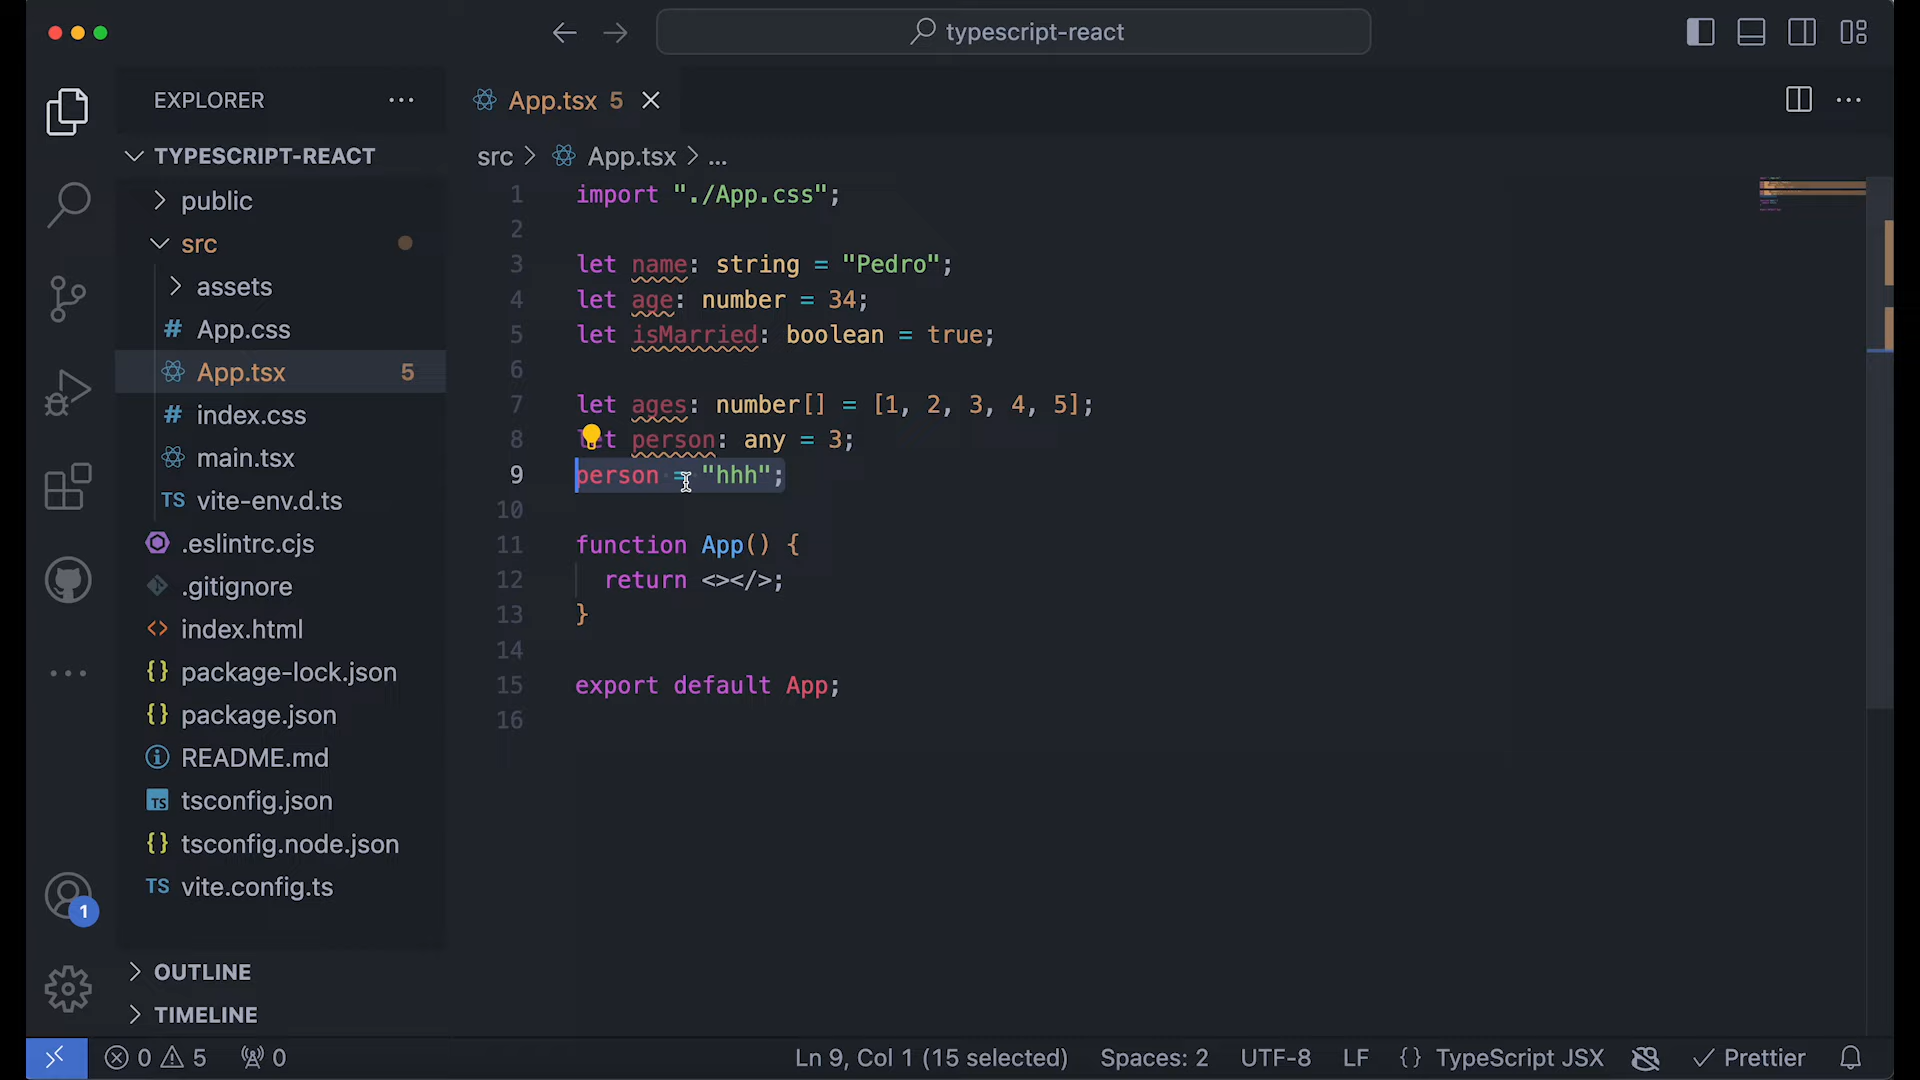 typescript-react
EXPLORER
App.tsx 5
TYPESCRIPT-REACT
src > App.tsx > ...
public
src
assets
App.css
App.tsx 5
index.css
main.tsx
TS vite-env.d.ts
.eslintrc.cjs
.gitignore
index.html
package-lock.json
package.json
README.md
TS tsconfig.json
tsconfig.node.json
TS vite.config.ts
1
OUTLINE
TIMELINE
1 import "./App.css";
2
3 let name: string = "Pedro";
4 let age: number = 34;
5 let isMarried: boolean = true;
6
7 let ages: number[] = [1, 2, 3, 4, 5];
8 let person: any = 3;
9 person = "hhh";
10
11 function App() {
12 return <></>;
13 }
14
15 export default App;
16
0 5 0
Ln 9, Col 1 (15 selected) Spaces: 2 UTF-8 LF {} TypeScript JSX Prettier